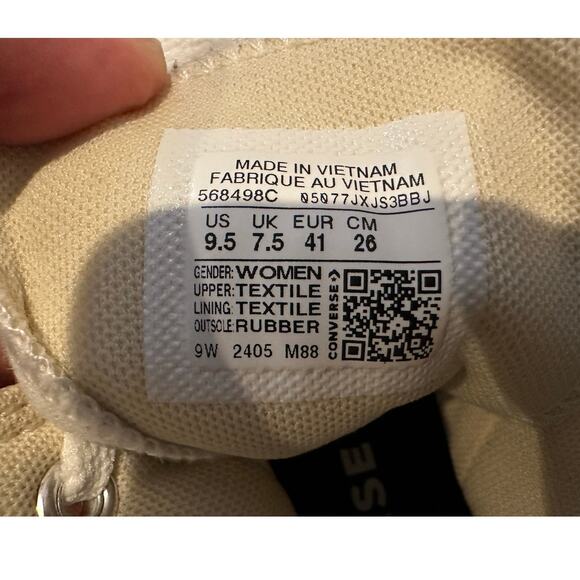 MADE IN VIETNAM
FABRIQUE AU VIETNAM
568498C 05077JXJS3BBJ
US UK EUR CM
9.5 7.5 41 26
GENDER: WOMEN
UPPER: TEXTILE
LINING: TEXTILE
OUTSOLE: RUBBER
9W 2405 M88
CONVERSE
SE